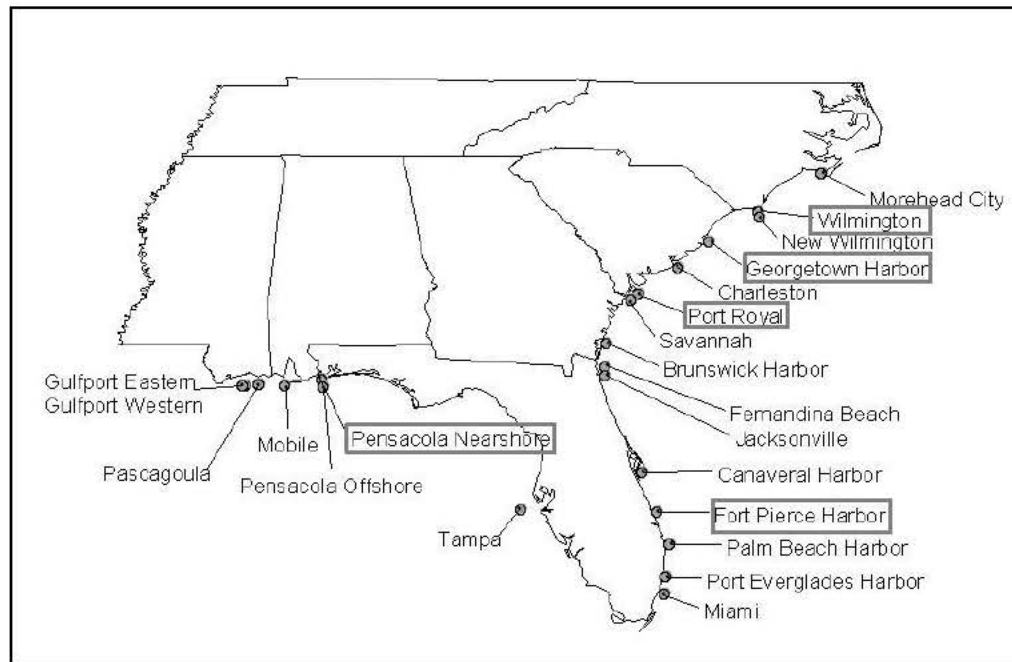 Morehead City
Wilmington
New Wilmington
Georgetown Harbor
Charleston
Port Royal
Savannah
Brunswick Harbor
Gulfport Eastern
Gulfport Western
Fernandina Beach
Mobile
Pensacola Nearshore
Jacksonville
Pascagoula
Pensacola Offshore
Canaveral Harbor
Fort Pierce Harbor
Tampa
Palm Beach Harbor
Port Everglades Harbor
Miami